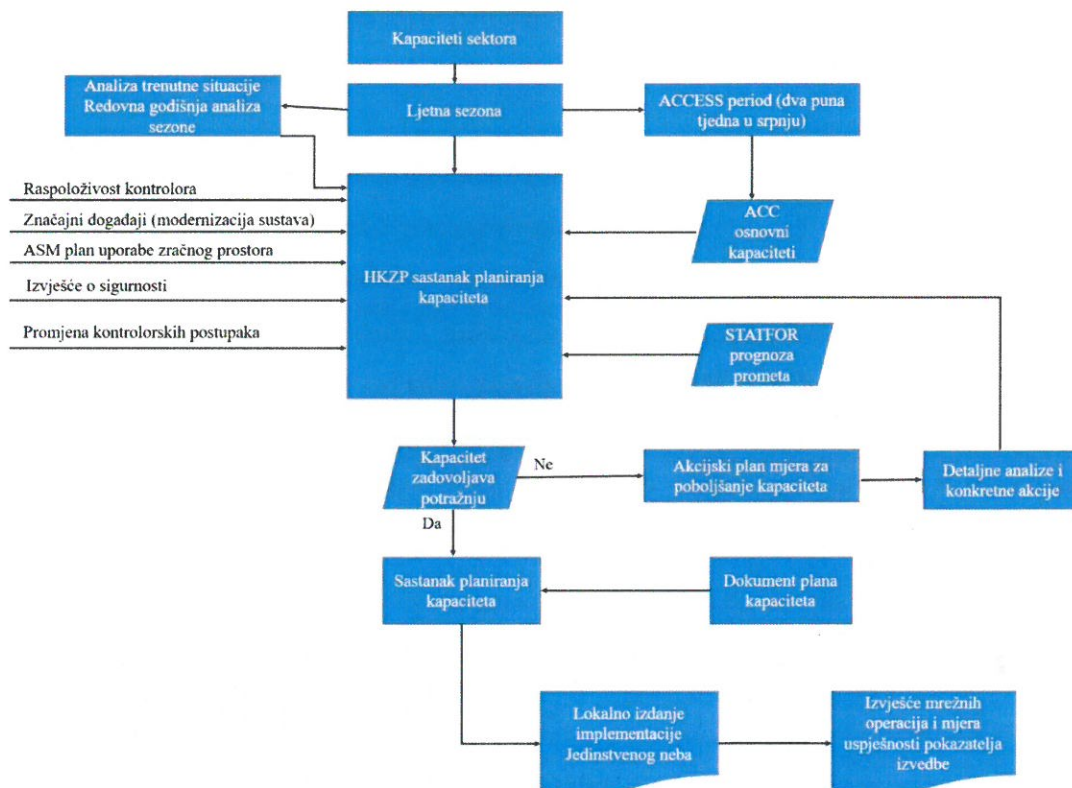 Kapaciteti sektora
Analiza trenutne situacije
Redovna godišnja analiza
sezone
Ljetna sezona
ACCESS period (dva puna
tjedna u srpnju)
Raspoloživost kontrolora
Značajni događaji (modernizacija sustava)
ASM plan uporabe zračnog prostora
Izvješće o sigurnosti
Promjena kontrolorskih postupaka
HKZP sastanak planiranja
kapaciteta
ACC
osnovni
kapaciteti
STATFOR
prognoza
prometa
Kapacitet
zadovoljava
potražnju
Ne
Da
Akcijski plan mjera za
poboljšanje kapaciteta
Detaljne analize i
konkretne akcije
Sastanak planiranja
kapaciteta
Dokument plana
kapaciteta
Lokalno izdanje
implementacije
Jedinstvenog neba
Izvješće mrežnih
operacija i mjera
uspješnosti pokazatelja
izvedbe